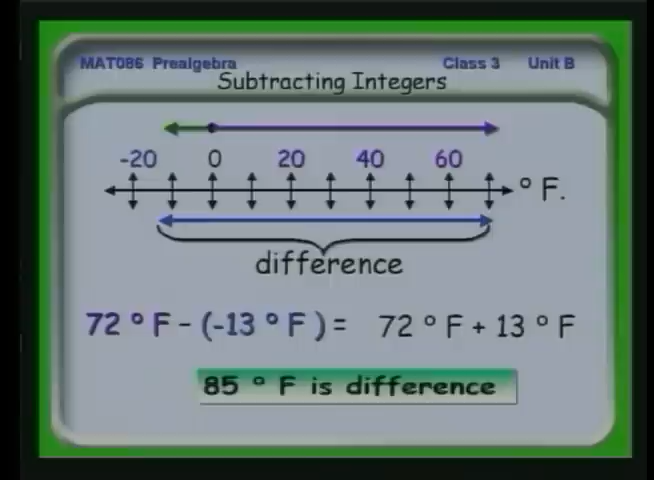 MAT086 Prealgebra Class 3 Unit B
Subtracting Integers
-20 0 20 40 60
° F.
difference
72 ° F - (-13 ° F ) = 72 ° F + 13 ° F
85 ° F is difference